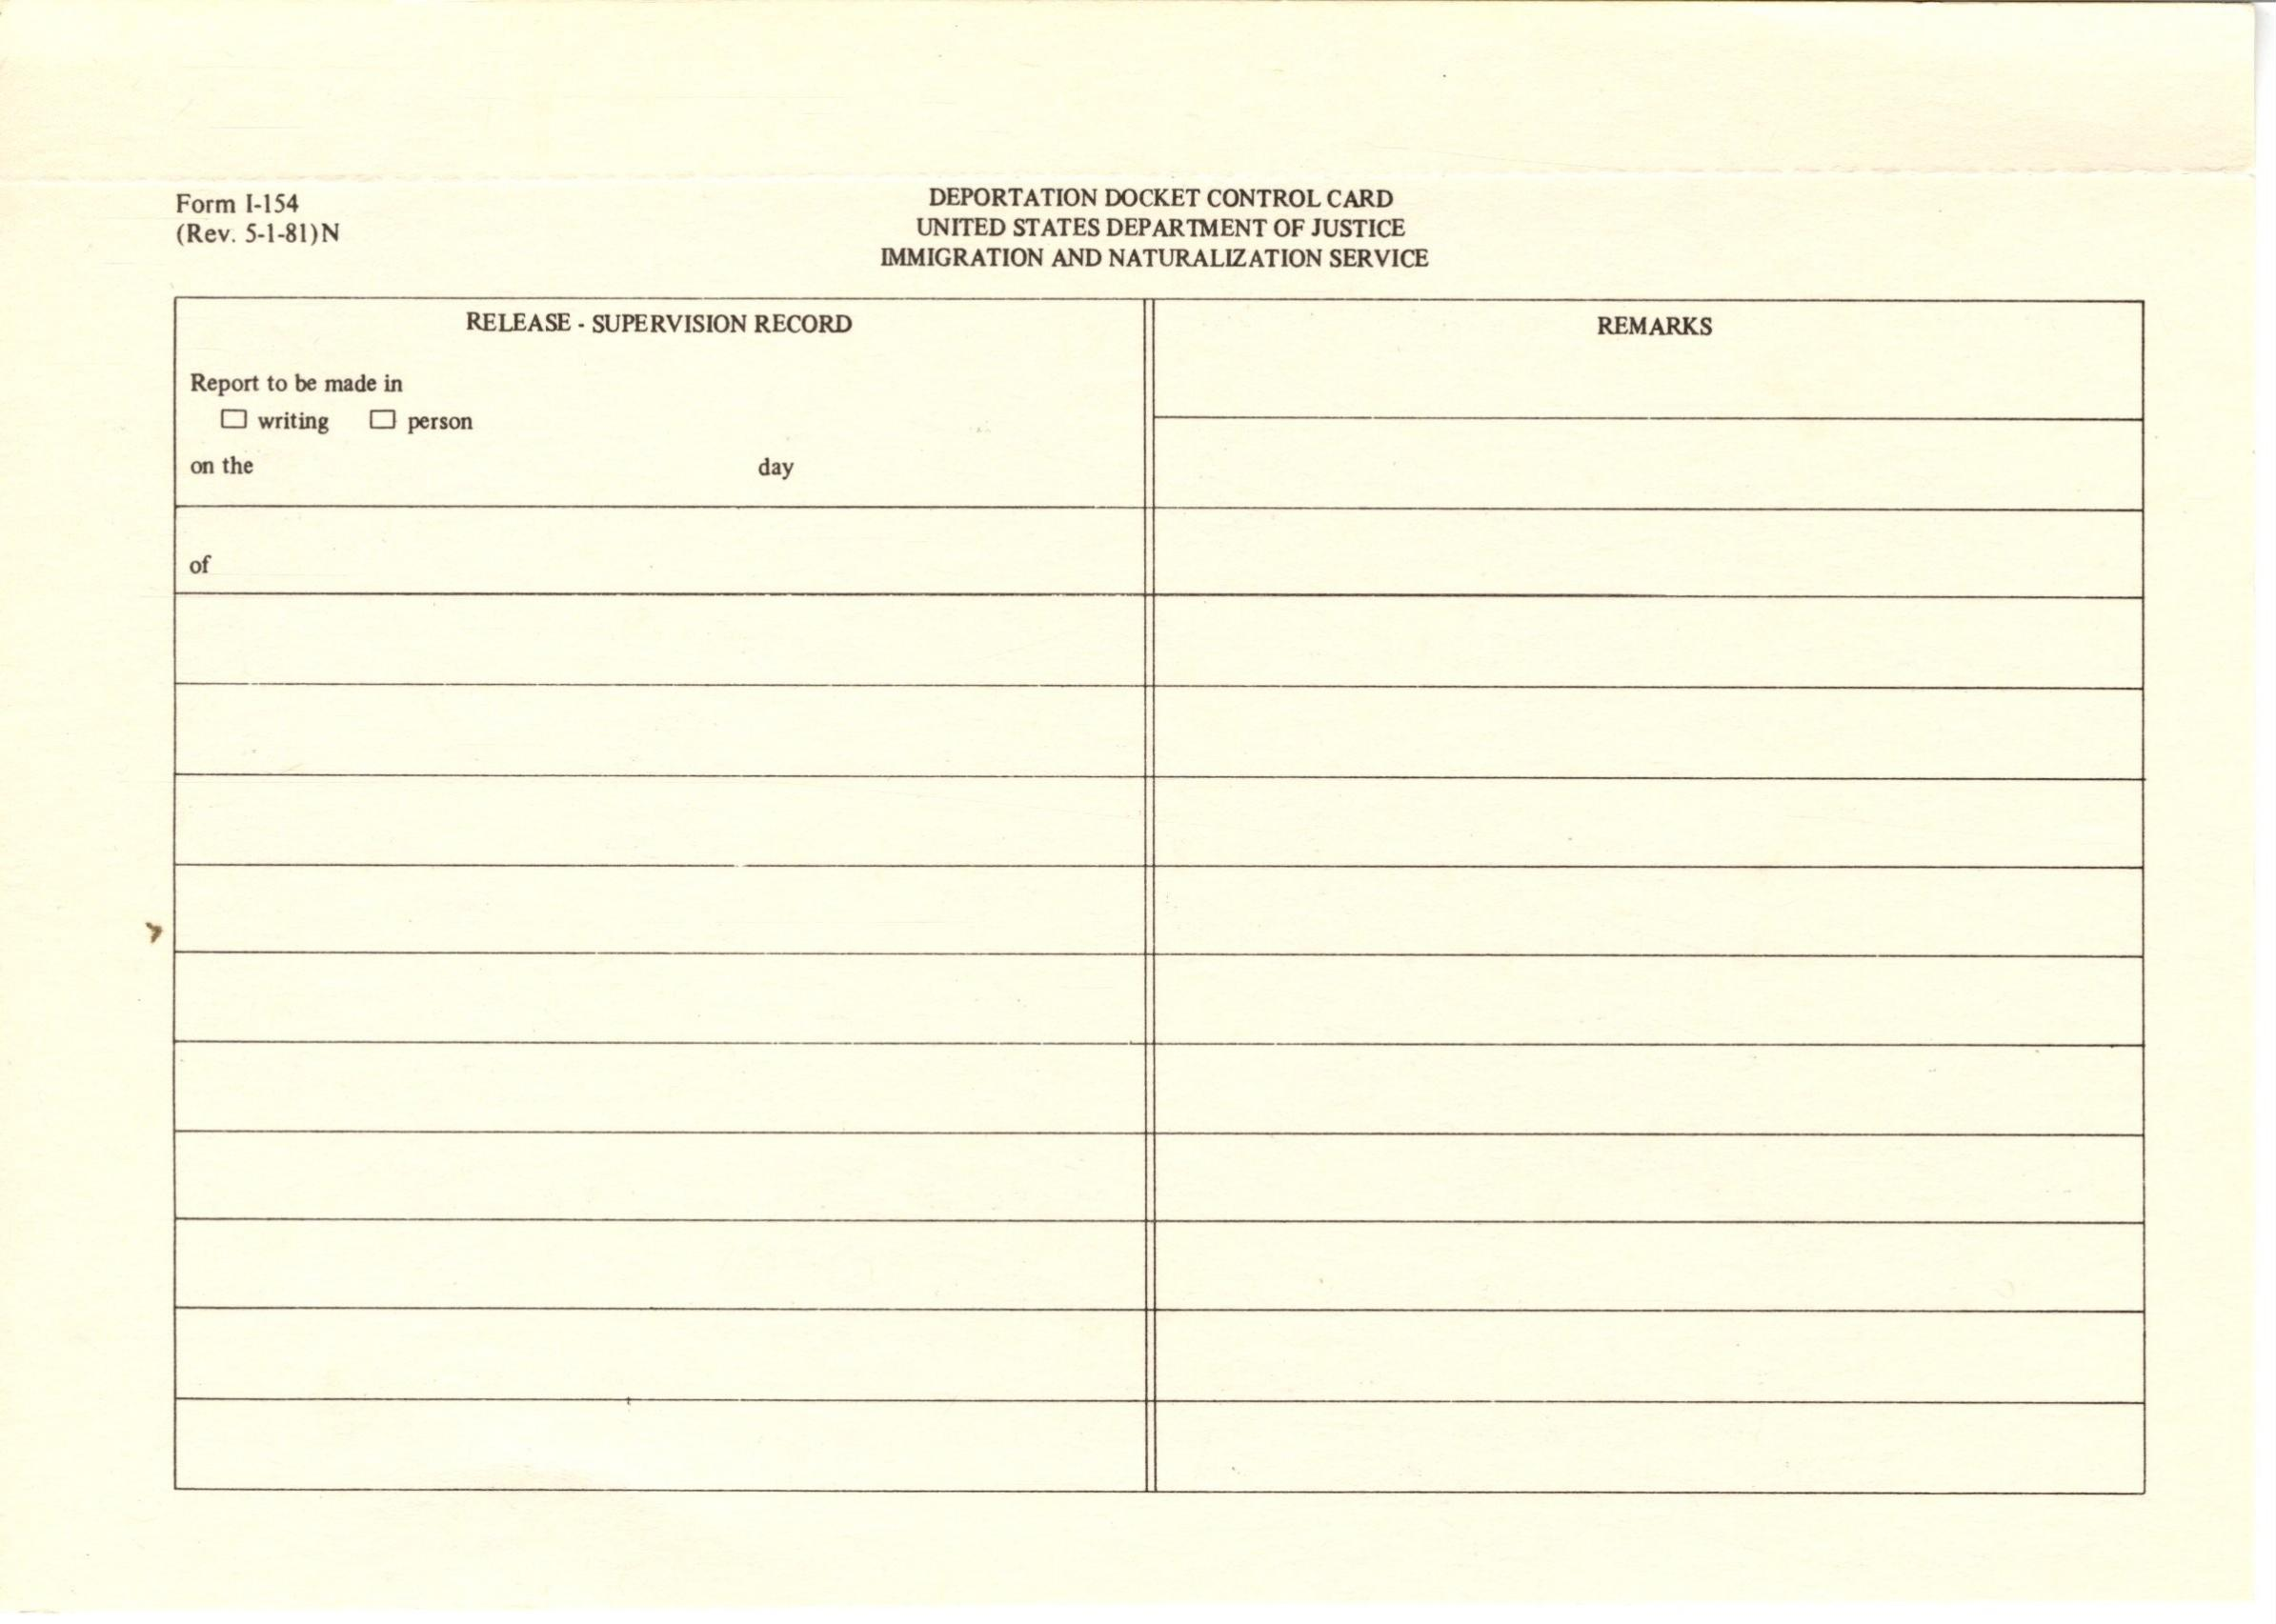 Form I-154
(Rev. 5-1-81)N
DEPORTATION DOCKET CONTROL CARD
UNITED STATES DEPARTMENT OF JUSTICE
IMMIGRATION AND NATURALIZATION SERVICE
RELEASE - SUPERVISION RECORD
Report to be made in
writing person
on the day
of
REMARKS